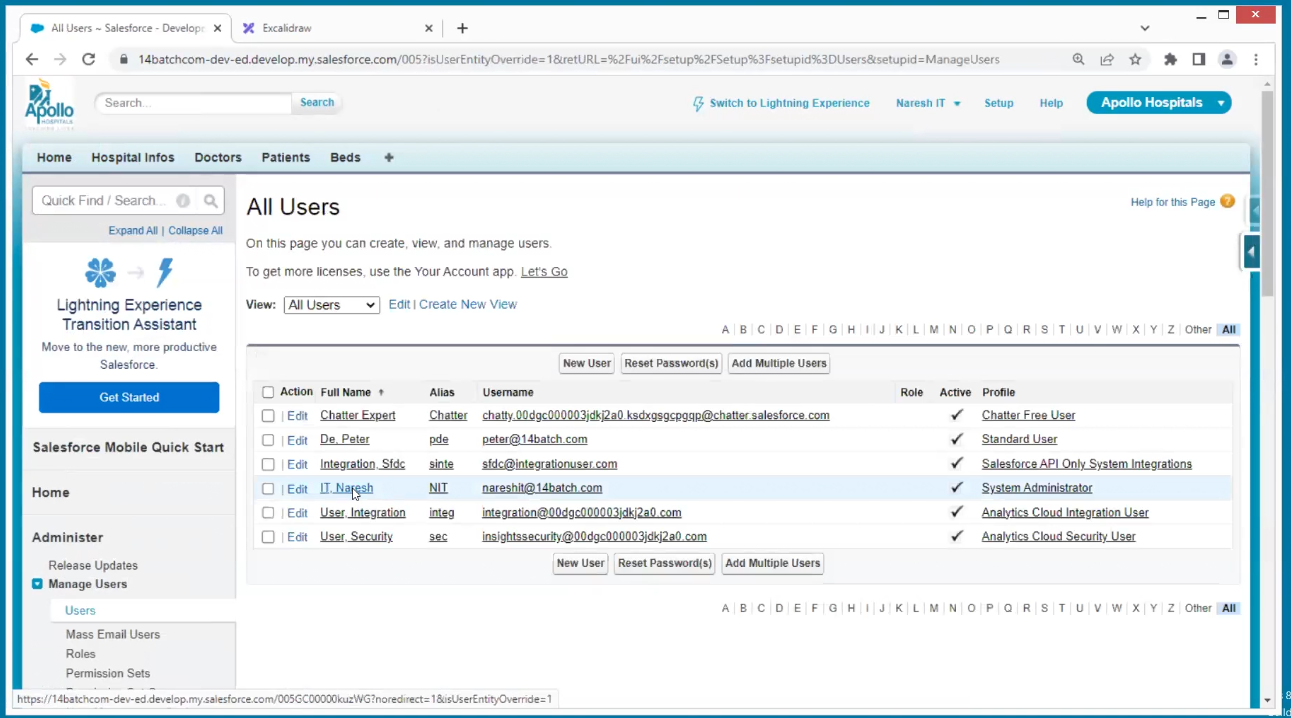 All Users ~ Salesforce - Develope
Excalidraw
14batchcom-dev-ed.develop.my.salesforce.com/005?isUserEntityOverride=1&retURL=%2Fui%2Fsetup%2FSetup%3Fsetupid%3DUsers&setupid=ManageUsers
Apollo
HOSPITALS
Search...
Search
Switch to Lightning Experience
Naresh IT
Setup
Help
Apollo Hospitals
Home Hospital Infos Doctors Patients Beds +
Quick Find / Search...
Expand All | Collapse All
Lightning Experience
Transition Assistant
Move to the new, more productive
Salesforce.
Get Started
Salesforce Mobile Quick Start
Home
Administer
Release Updates
Manage Users
Users
Mass Email Users
Roles
Permission Sets
All Users
Help for this Page ?
On this page you can create, view, and manage users.
To get more licenses, use the Your Account app. Let's Go
View: All Users Edit | Create New View
A | B | C | D | E | F | G | H | I | J | K | L | M | N | O | P | Q | R | S | T | U | V | W | X | Y | Z | Other All
New User Reset Password(s) Add Multiple Users
Action Full Name Alias Username Role Active Profile
| Edit Chatter Expert Chatter chatty.00dgc000003jdkj2a0.ksdxgsgcpgqp@chatter.salesforce.com Chatter Free User
| Edit De, Peter pde peter@14batch.com Standard User
| Edit Integration, Sfdc sinte sfdc@integrationuser.com Salesforce API Only System Integrations
| Edit IT, Naresh NIT nareshit@14batch.com System Administrator
| Edit User, Integration integ integration@00dgc000003jdkj2a0.com Analytics Cloud Integration User
| Edit User, Security sec insightssecurity@00dgc000003jdkj2a0.com Analytics Cloud Security User
New User Reset Password(s) Add Multiple Users
A | B | C | D | E | F | G | H | I | J | K | L | M | N | O | P | Q | R | S | T | U | V | W | X | Y | Z | Other All
https://14batchcom-dev-ed.develop.my.salesforce.com/005GC00000kuzWG?noredirect=1&isUserEntityOverride=1